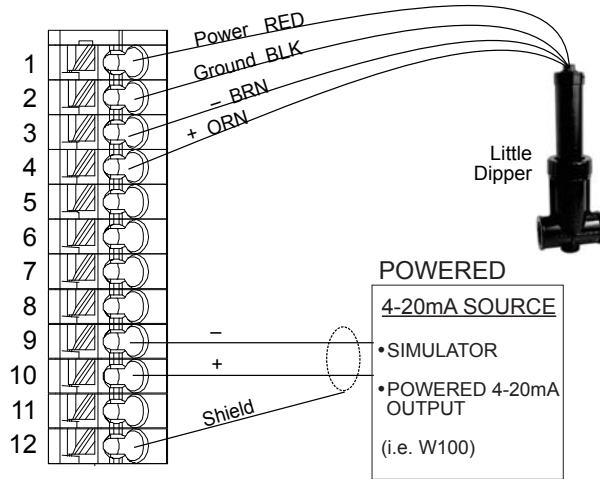 Power RED
Ground BLK
– BRN
+ ORN
1
2
3
4
5
6
7
8
9
10
11
12
Little
Dipper
POWERED
4-20mA SOURCE
•SIMULATOR
•POWERED 4-20mA
OUTPUT
(i.e. W100)
–
+
Shield